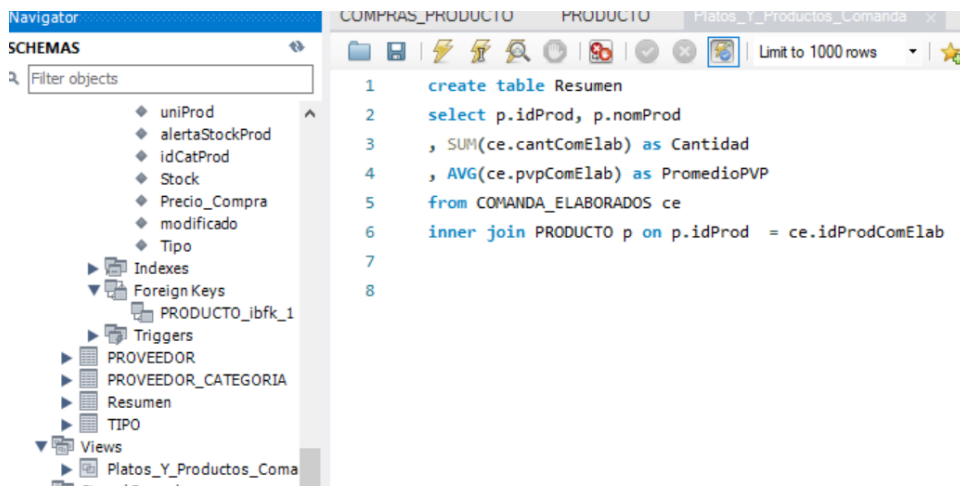 Navigator
SCHEMAS
Filter objects
uniProd
alertaStockProd
idCatProd
Stock
Precio_Compra
modificado
Tipo
Indexes
Foreign Keys
PRODUCTO_ibfk_1
Triggers
PROVEEDOR
PROVEEDOR_CATEGORIA
Resumen
TIPO
Views
Platos_Y_Productos_Coma
COMPRAS_PRODUCTO PRODUCTO Platos_Y_Productos_Comanda
Limit to 1000 rows
1 create table Resumen
2 select p.idProd, p.nomProd
3 , SUM(ce.cantComElab) as Cantidad
4 , AVG(ce.pvpComElab) as PromedioPVP
5 from COMANDA_ELABORADOS ce
6 inner join PRODUCTO p on p.idProd  = ce.idProdComElab
7
8